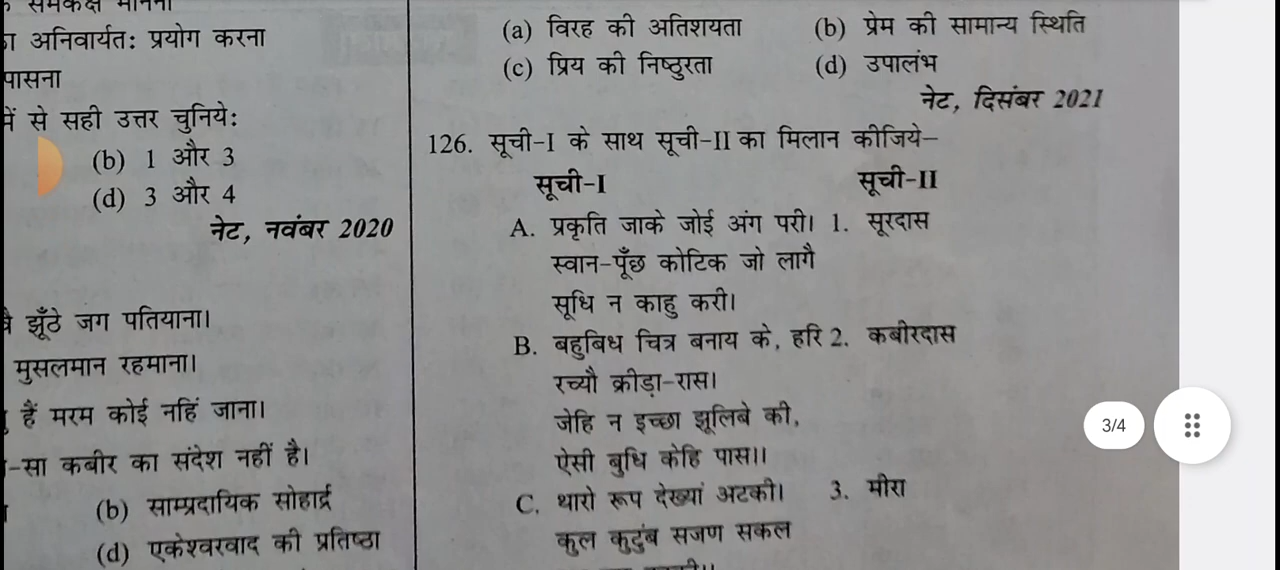 समकक्ष मानना
अनिवार्यतः प्रयोग करना
पासना
में से सही उत्तर चुनिये:
(b) 1 और 3
(d) 3 और 4
नेट, नवंबर 2020
झूँठे जग पतियाना।
मुसलमान रहमाना।
हैं मरम कोई नहिं जाना।
-सा कबीर का संदेश नहीं है।
(b) साम्प्रदायिक सोहार्द्र
(d) एकेश्वरवाद की प्रतिष्ठा
(a) विरह की अतिशयता (b) प्रेम की सामान्य स्थिति
(c) प्रिय की निष्ठुरता (d) उपालंभ
नेट, दिसंबर 2021
126. सूची-I के साथ सूची-II का मिलान कीजिये–
सूची-I सूची-II
A. प्रकृति जाके जोई अंग परी। 1. सूरदास
स्वान-पूँछ कोटिक जो लागै
सूधि न काहु करी।
B. बहुबिध चित्र बनाय के, हरि 2. कबीरदास
रच्यौ क्रीड़ा-रास।
जेहि न इच्छा झूलिबे की,
ऐसी बुधि केहि पास।।
C. थारो रूप देख्यां अटकी। 3. मीरा
कुल कुटुंब सजण सकल
3/4